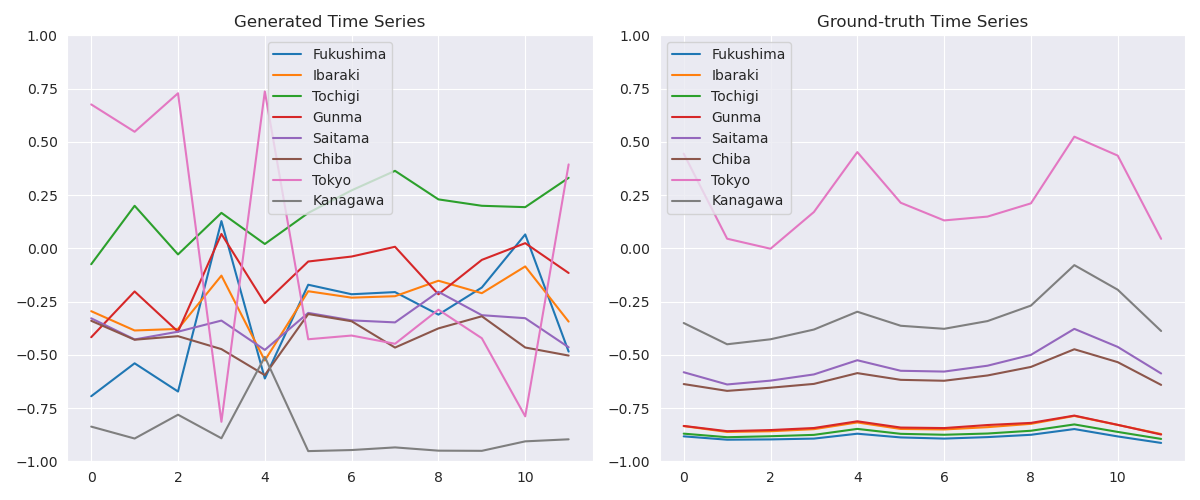 Generated Time Series
1.00
0.75
0.50
0.25
0.00
−0.25
−0.50
−0.75
−1.00
0
2
4
6
8
10
Fukushima
Ibaraki
Tochigi
Gunma
Saitama
Chiba
Tokyo
Kanagawa
Ground-truth Time Series
1.00
0.75
0.50
0.25
0.00
−0.25
−0.50
−0.75
−1.00
0
2
4
6
8
10
Fukushima
Ibaraki
Tochigi
Gunma
Saitama
Chiba
Tokyo
Kanagawa